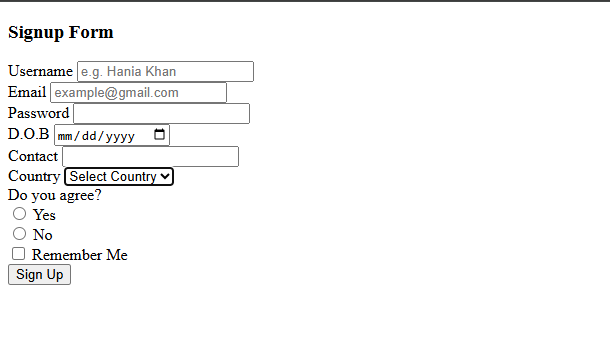 Signup Form
Username e.g. Hania Khan
Email example@gmail.com
Password
D.O.B mm/dd/yyyy
Contact
Country Select Country
Do you agree?
Yes
No
Remember Me
Sign Up